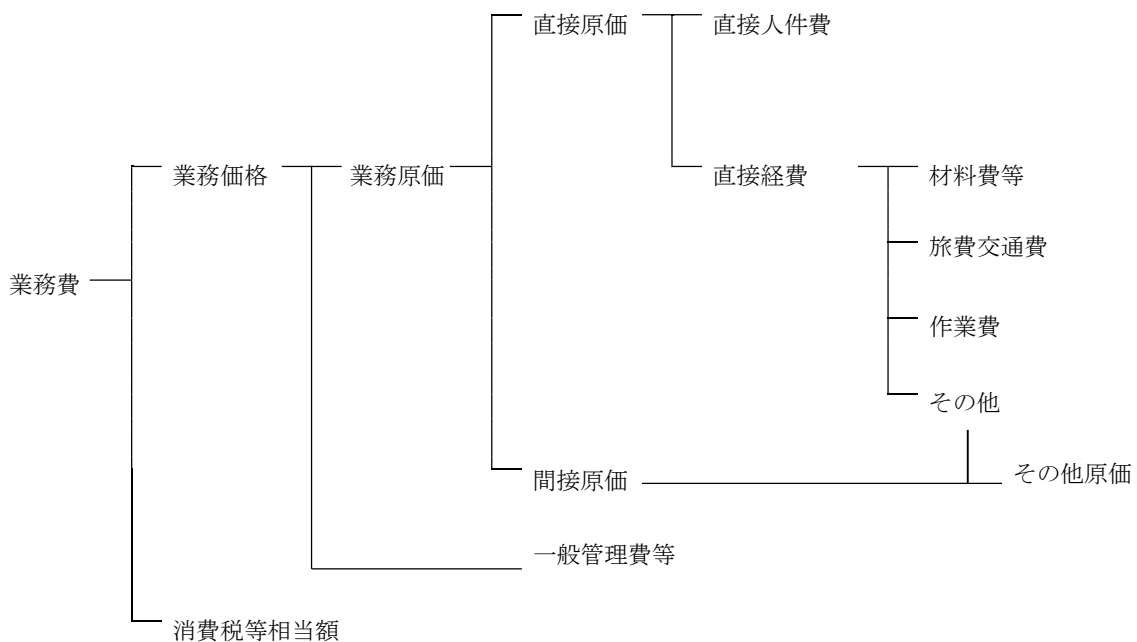 直接原価 直接人件費
業務価格 業務原価 直接経費 材料費等
旅費交通費
業務費
作業費
その他
間接原価 その他原価
一般管理費等
消費税等相当額